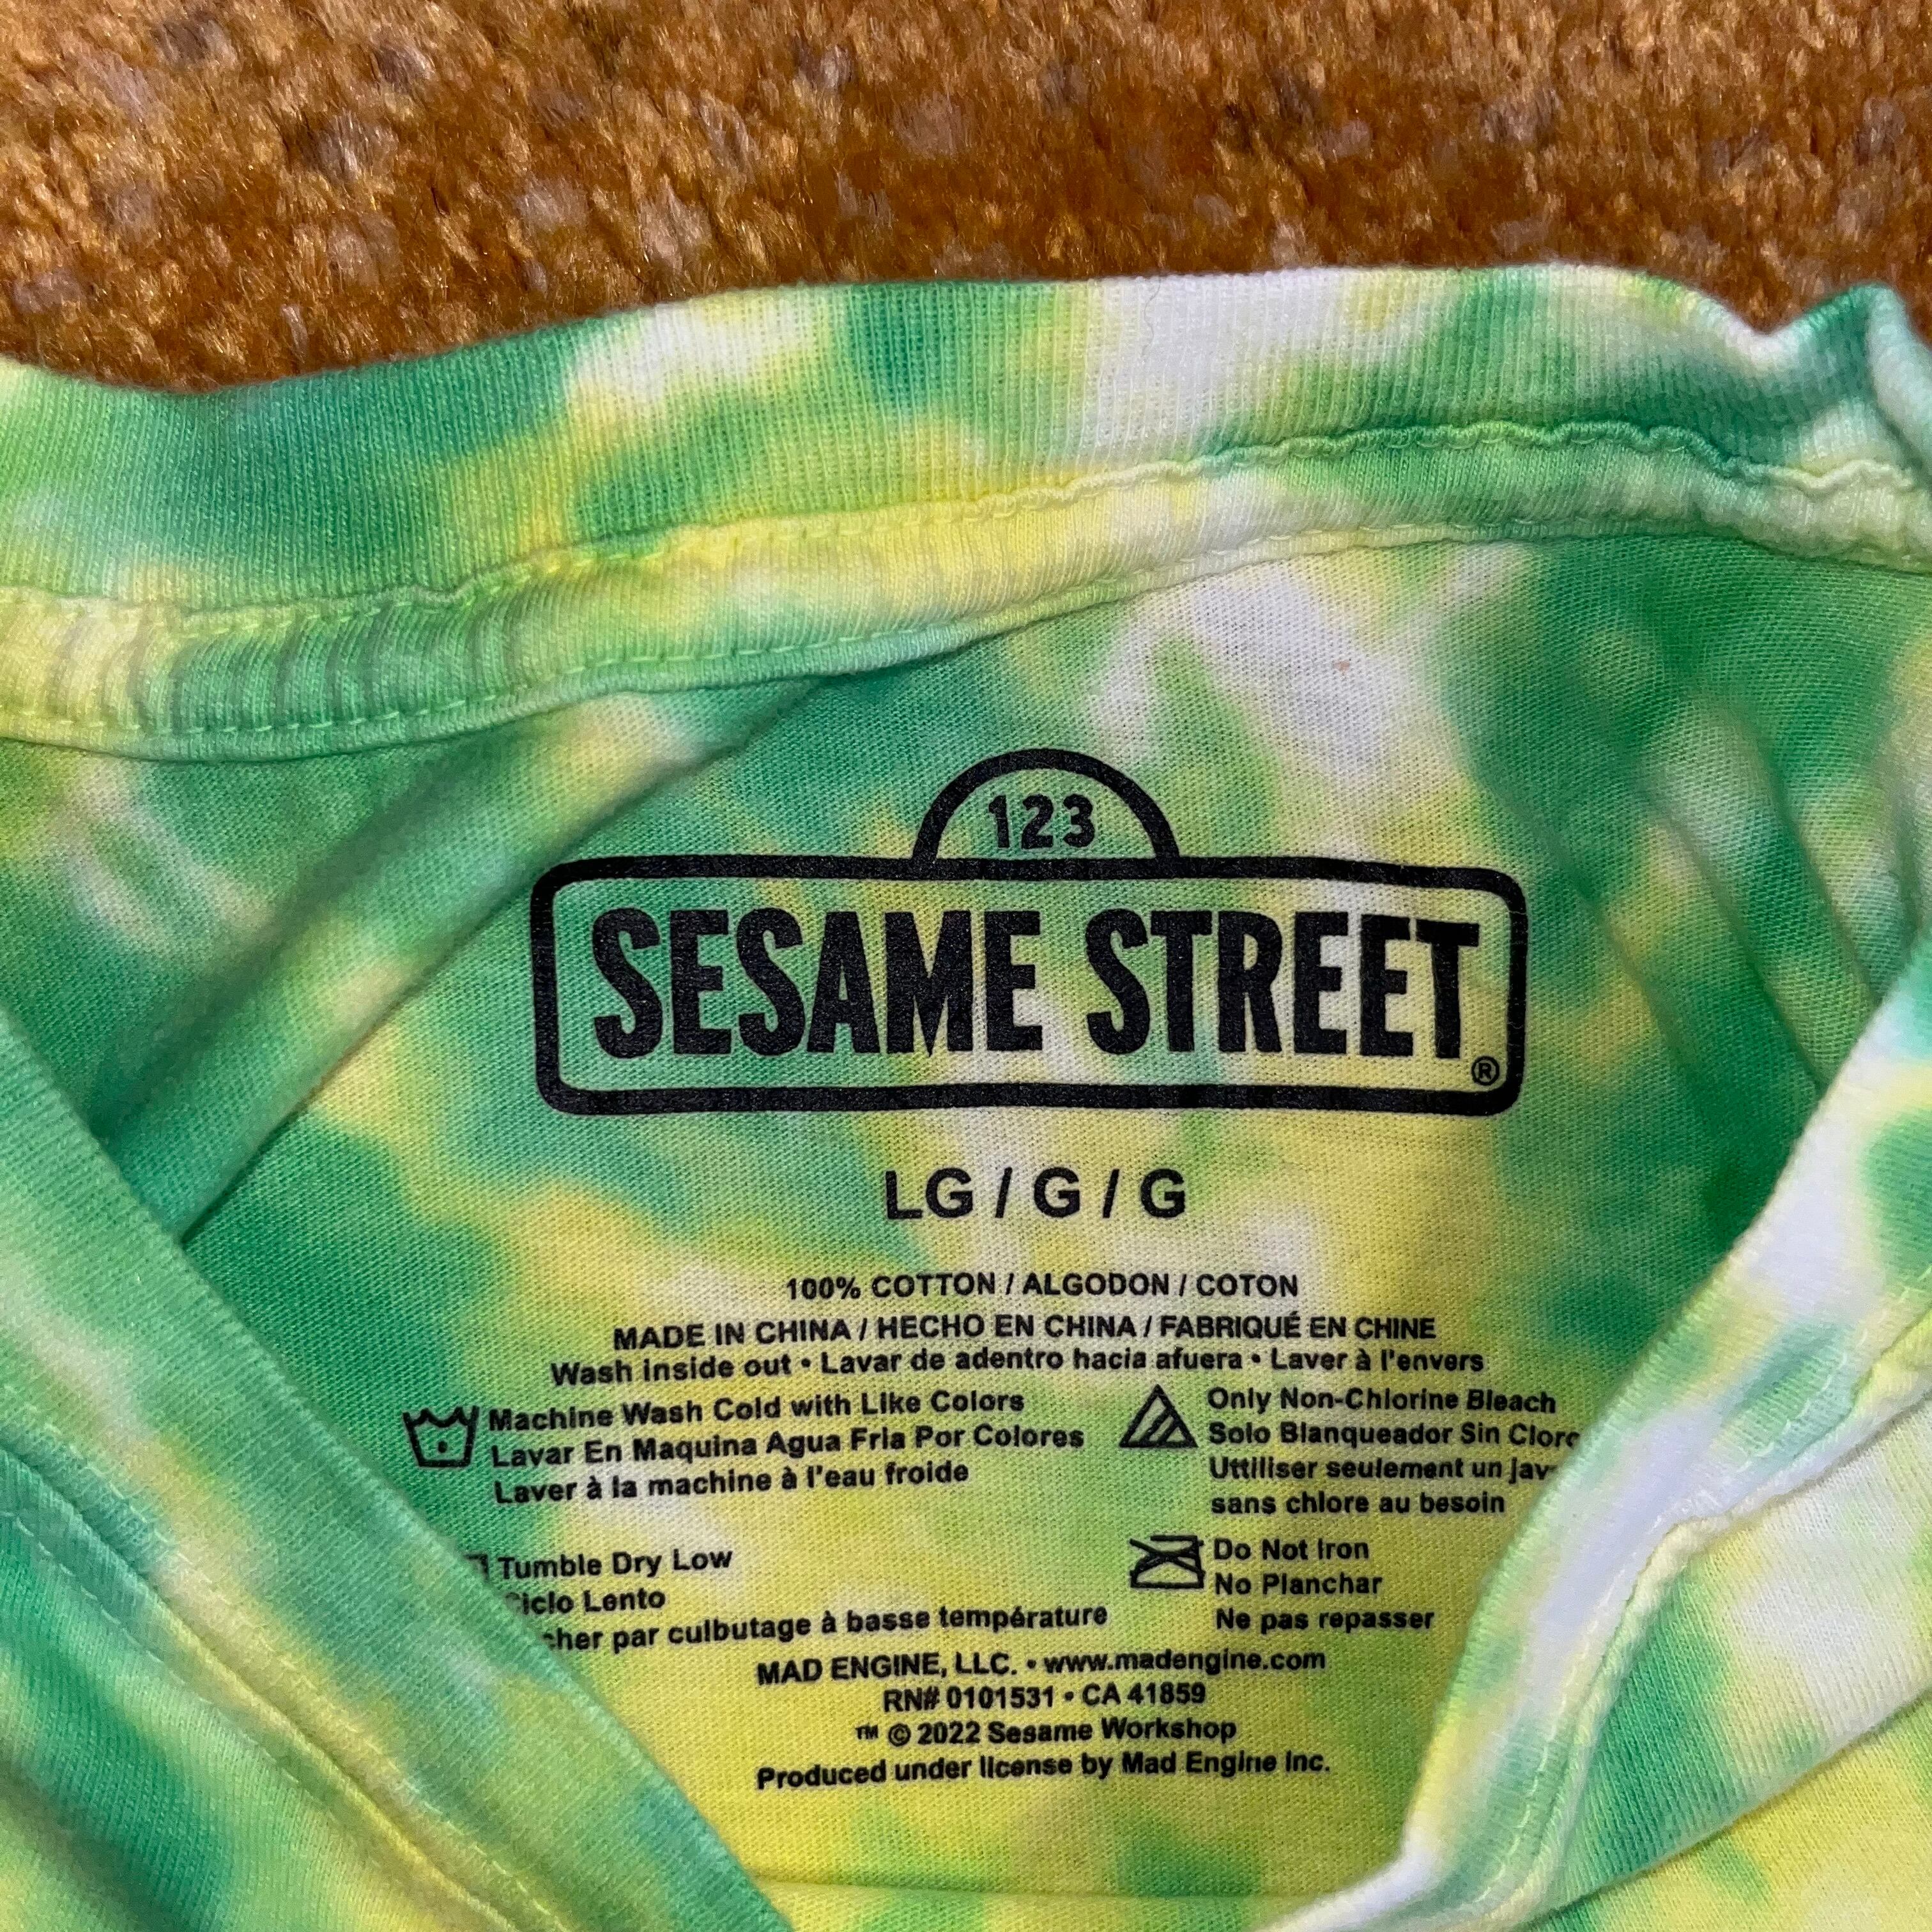 123
SESAME STREET®
LG / G / G
100% COTTON / ALGODON / COTON
MADE IN CHINA / HECHO EN CHINA / FABRIQUÉ EN CHINE
Wash inside out • Lavar de adentro hacia afuera • Laver à l'envers
Machine Wash Cold with Like Colors
Lavar En Maquina Agua Fria Por Colores
Laver à la machine à l'eau froide
Only Non-Chlorine Bleach
Solo Blanqueador Sin
Uttiliser seulement un
sans chlore au besoin
Tumble Dry Low
Lento
par culbutage à basse température
Do Not Iron
No Planchar
Ne pas repasser
MAD ENGINE, LLC. • www.madengine.com
RN# 0101531 • CA 41859
™ © 2022 Sesame Workshop
Produced under license by Mad Engine Inc.